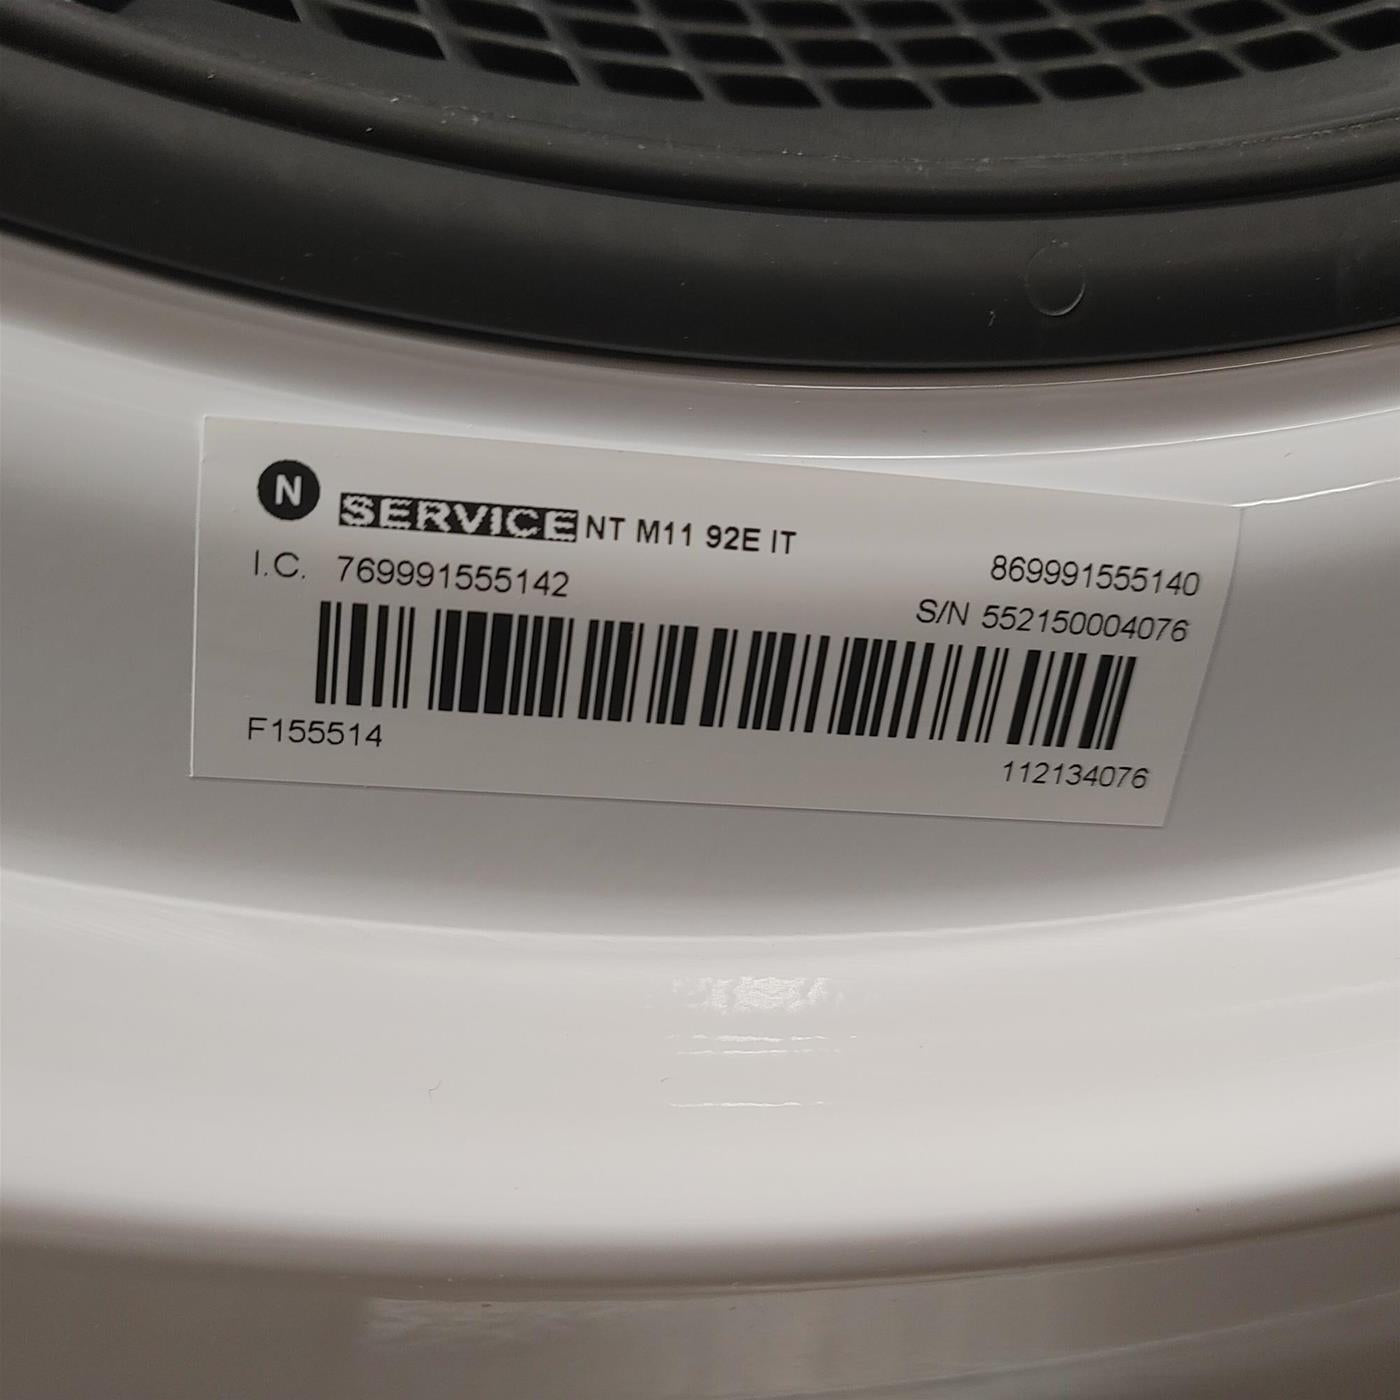 N SERVICE NT M11 92E IT
I.C. 769991555142
869991555140
S/N 552150004076
F155514
112134076